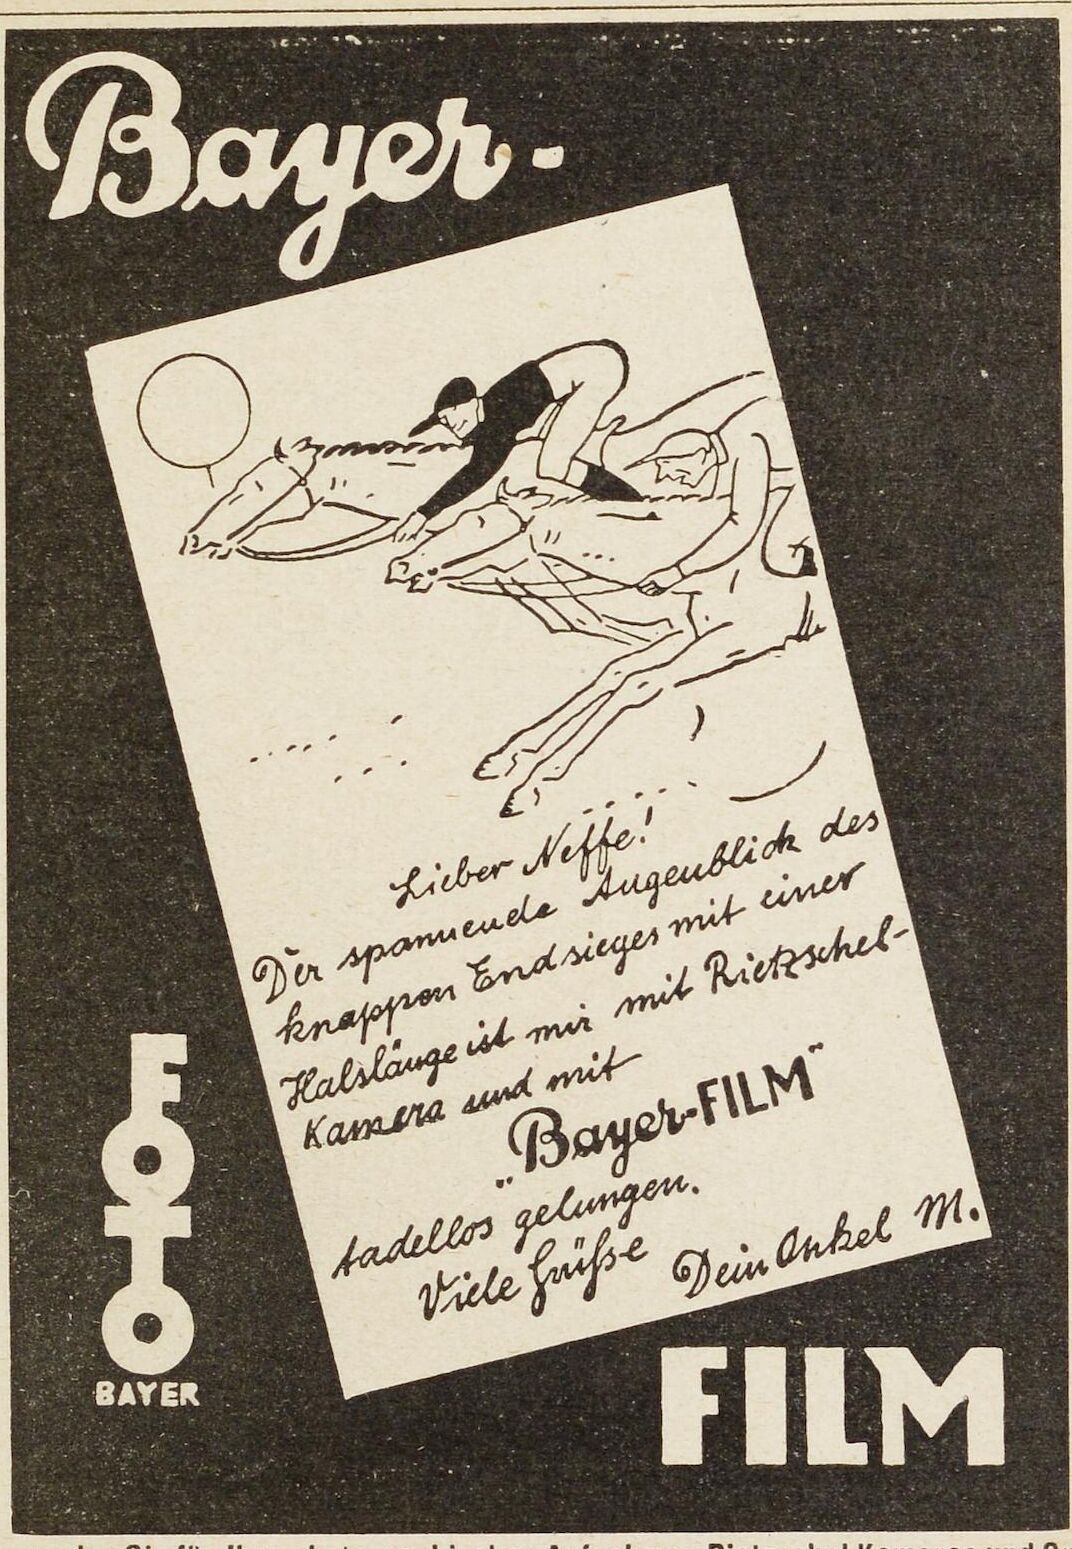 Bayer-
Lieber Neffe!
Der spannende Augenblick des
knappen Endsieges mit einer
Halslänge ist mir mit Rietzschel-
Kamera und mit
„Bayer-FILM“
tadellos gelungen.
Viele Grüße
Dein Onkel M.
FOTO
BAYER
FILM